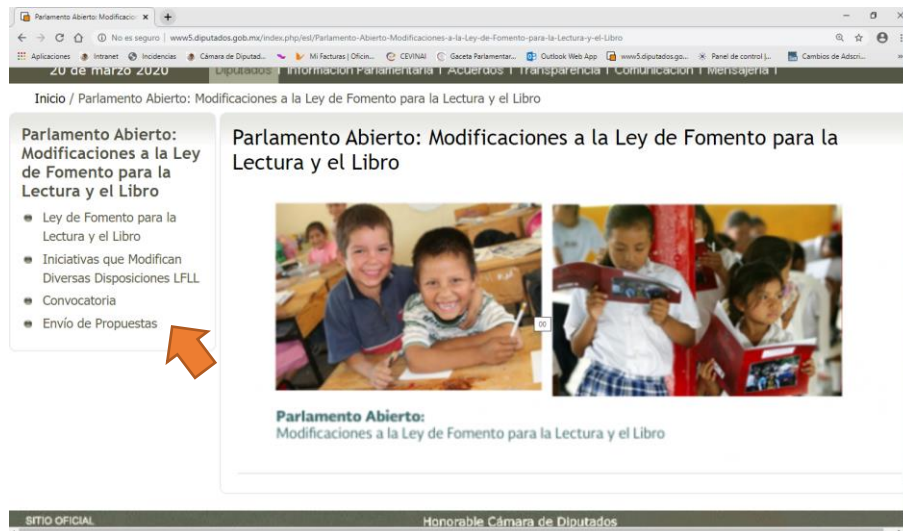 Parlamento Abierto: Modificacion
No es seguro | www5.diputados.gob.mx/index.php/esl/Parlamento-Abierto-Modificaciones-a-la-Ley-de-Fomento-para-la-Lectura-y-el-Libro
Aplicaciones Intranet Incidencias Cámara de Diputad... Mi Facturas | Oficin... CEVINAI Gaceta Parlamentar... Outlook Web App www5.diputados.go... Panel de control |... Cambios de Adscri...
20 de marzo 2020 Diputados | Información Parlamentaria | Acuerdos | Transparencia | Comunicación | Mensajería |
Inicio / Parlamento Abierto: Modificaciones a la Ley de Fomento para la Lectura y el Libro
Parlamento Abierto:
Modificaciones a la Ley
de Fomento para la
Lectura y el Libro
Ley de Fomento para la
Lectura y el Libro
Iniciativas que Modifican
Diversas Disposiciones LFLL
Convocatoria
Envío de Propuestas
Parlamento Abierto: Modificaciones a la Ley de Fomento para la
Lectura y el Libro
Parlamento Abierto:
Modificaciones a la Ley de Fomento para la Lectura y el Libro
SITIO OFICIAL Honorable Cámara de Diputados